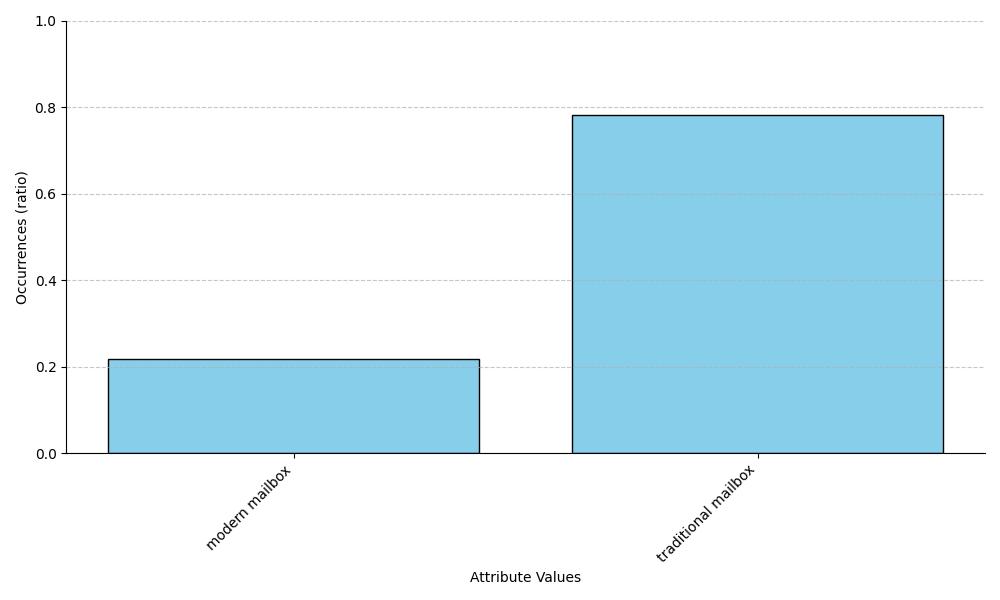 1.0
0.8
0.6
0.4
0.2
0.0
Occurrences (ratio)
modern mailbox
traditional mailbox
Attribute Values